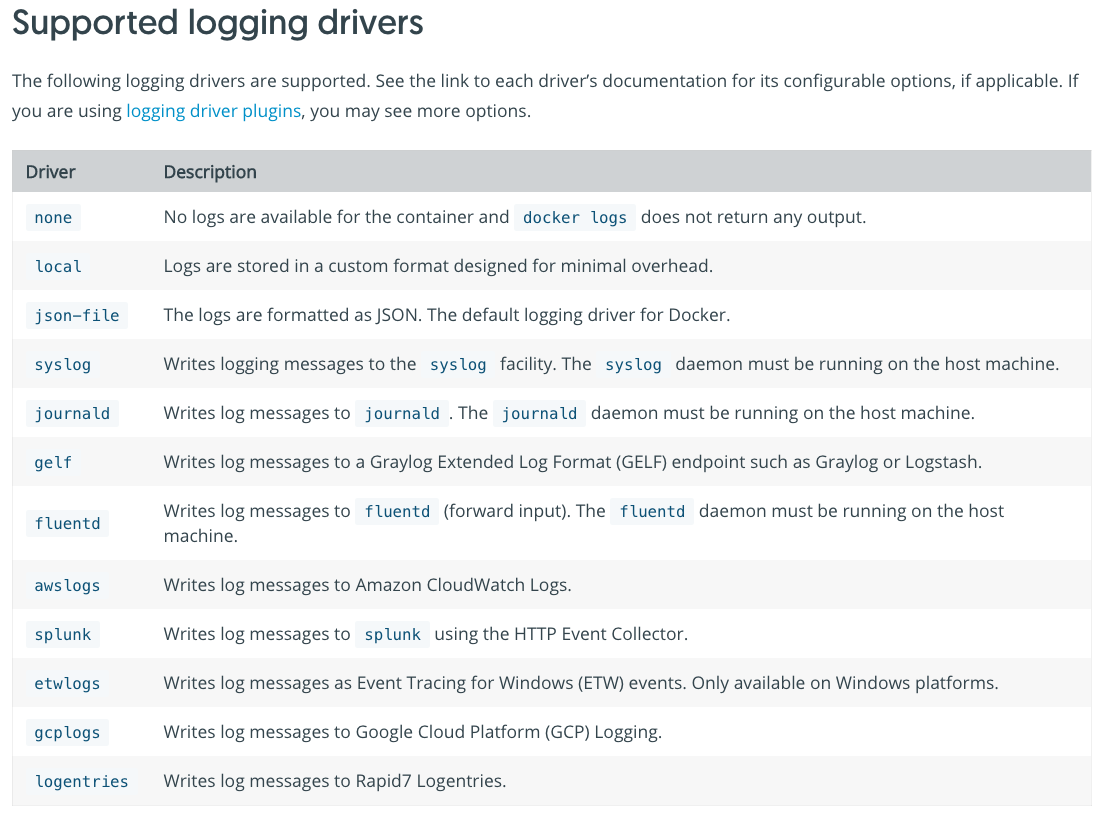 Supported logging drivers
The following logging drivers are supported. See the link to each driver’s documentation for its configurable options, if applicable. If
you are using logging driver plugins, you may see more options.
Driver Description
none No logs are available for the container and docker logs does not return any output.
local Logs are stored in a custom format designed for minimal overhead.
json-file The logs are formatted as JSON. The default logging driver for Docker.
syslog Writes logging messages to the syslog facility. The syslog daemon must be running on the host machine.
journald Writes log messages to journald . The journald daemon must be running on the host machine.
gelf Writes log messages to a Graylog Extended Log Format (GELF) endpoint such as Graylog or Logstash.
fluentd Writes log messages to fluentd (forward input). The fluentd daemon must be running on the host
machine.
awslogs Writes log messages to Amazon CloudWatch Logs.
splunk Writes log messages to splunk using the HTTP Event Collector.
etwlogs Writes log messages as Event Tracing for Windows (ETW) events. Only available on Windows platforms.
gcplogs Writes log messages to Google Cloud Platform (GCP) Logging.
logentries Writes log messages to Rapid7 Logentries.